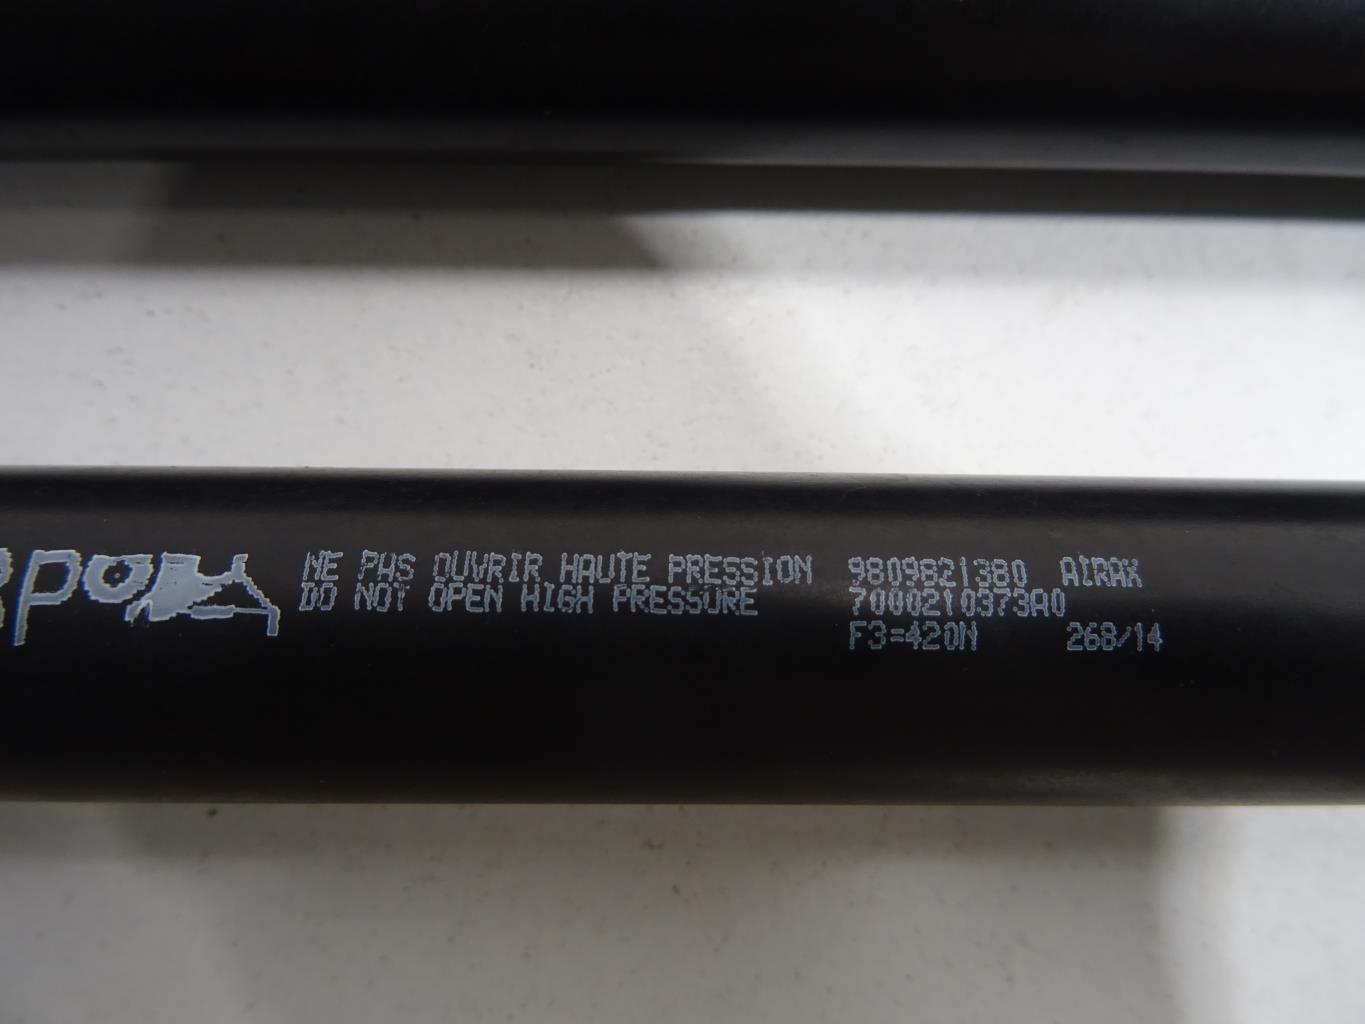 NE PAS OUVRIR HAUTE PRESSION 9809821380 AIRAX
DO NOT OPEN HIGH PRESSURE 7000210373A0
F3=420N 268/14